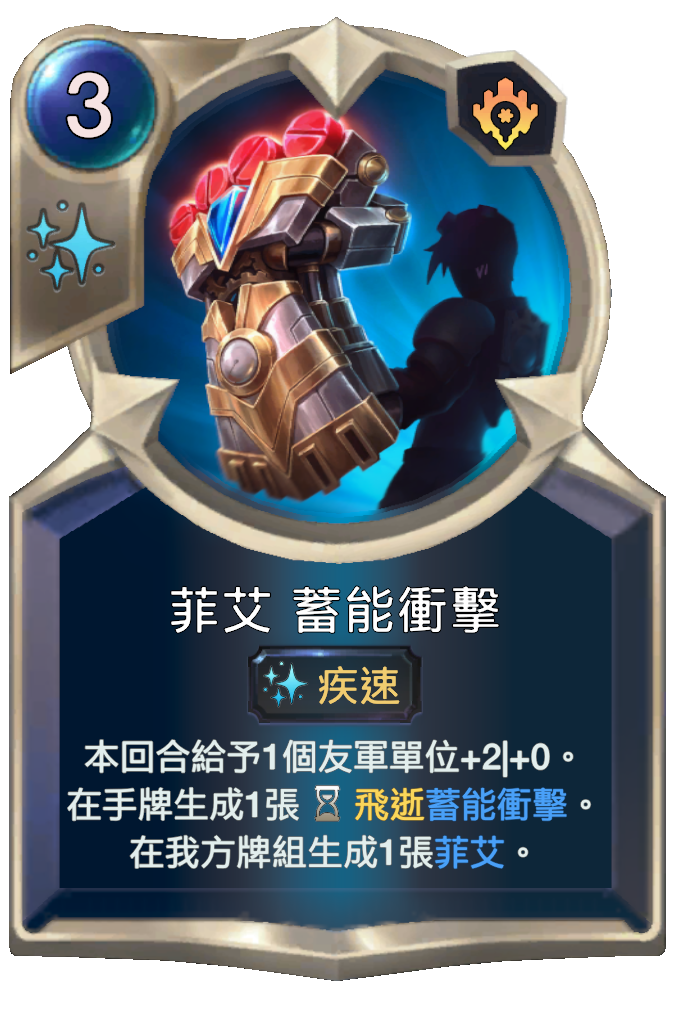 3
菲艾 蓄能衝擊
疾速
本回合給予1個友軍單位+2|+0。
在手牌生成1張 飛逝蓄能衝擊。
在我方牌組生成1張菲艾。